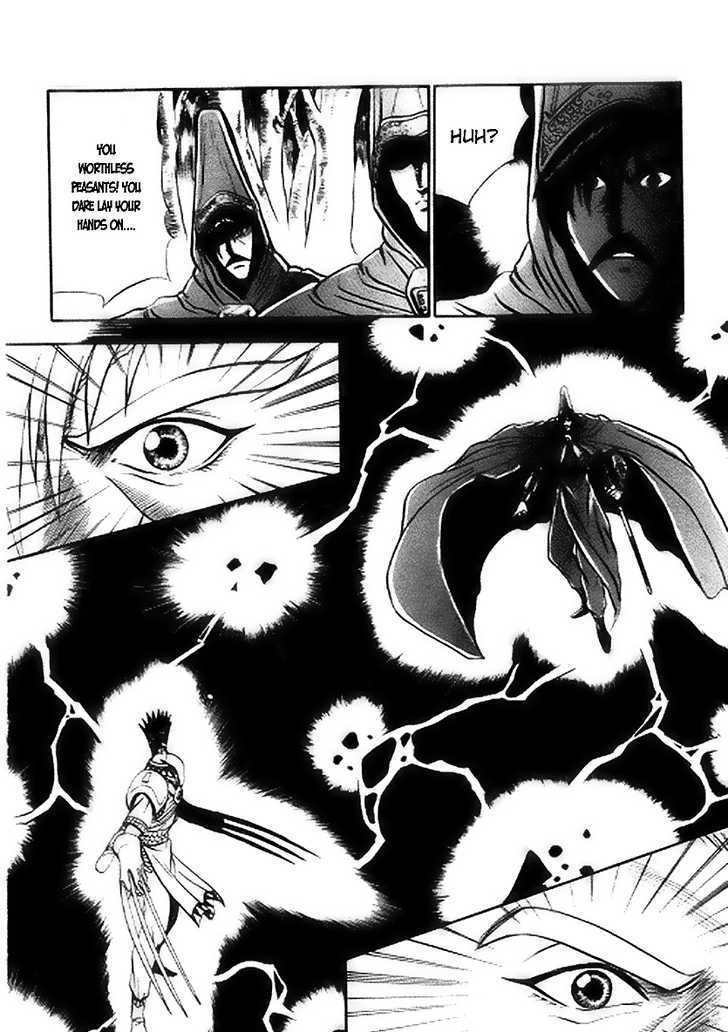 YOU
WORTHLESS
PEASANTS! YOU
DARE LAY YOUR
HANDS ON....
HUH?